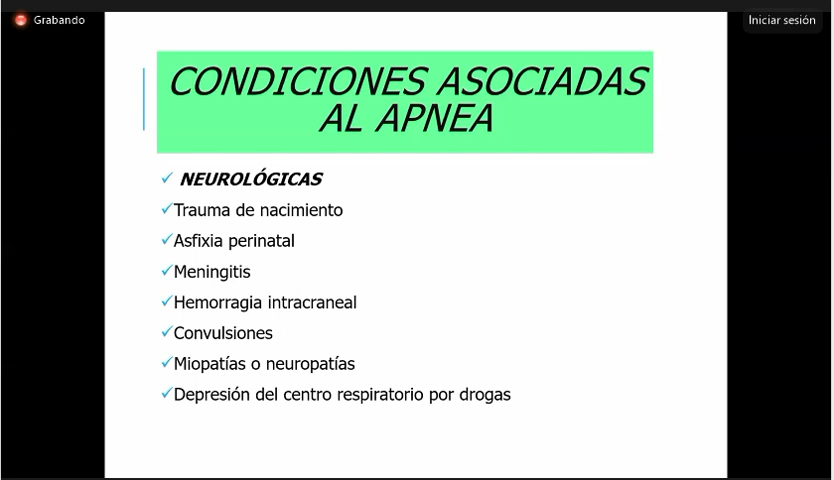 Grabando
Iniciar sesión
CONDICIONES ASOCIADAS
AL APNEA
✓ NEUROLÓGICAS
✓Trauma de nacimiento
✓Asfixia perinatal
✓Meningitis
✓Hemorragia intracraneal
✓Convulsiones
✓Miopatías o neuropatías
✓Depresión del centro respiratorio por drogas